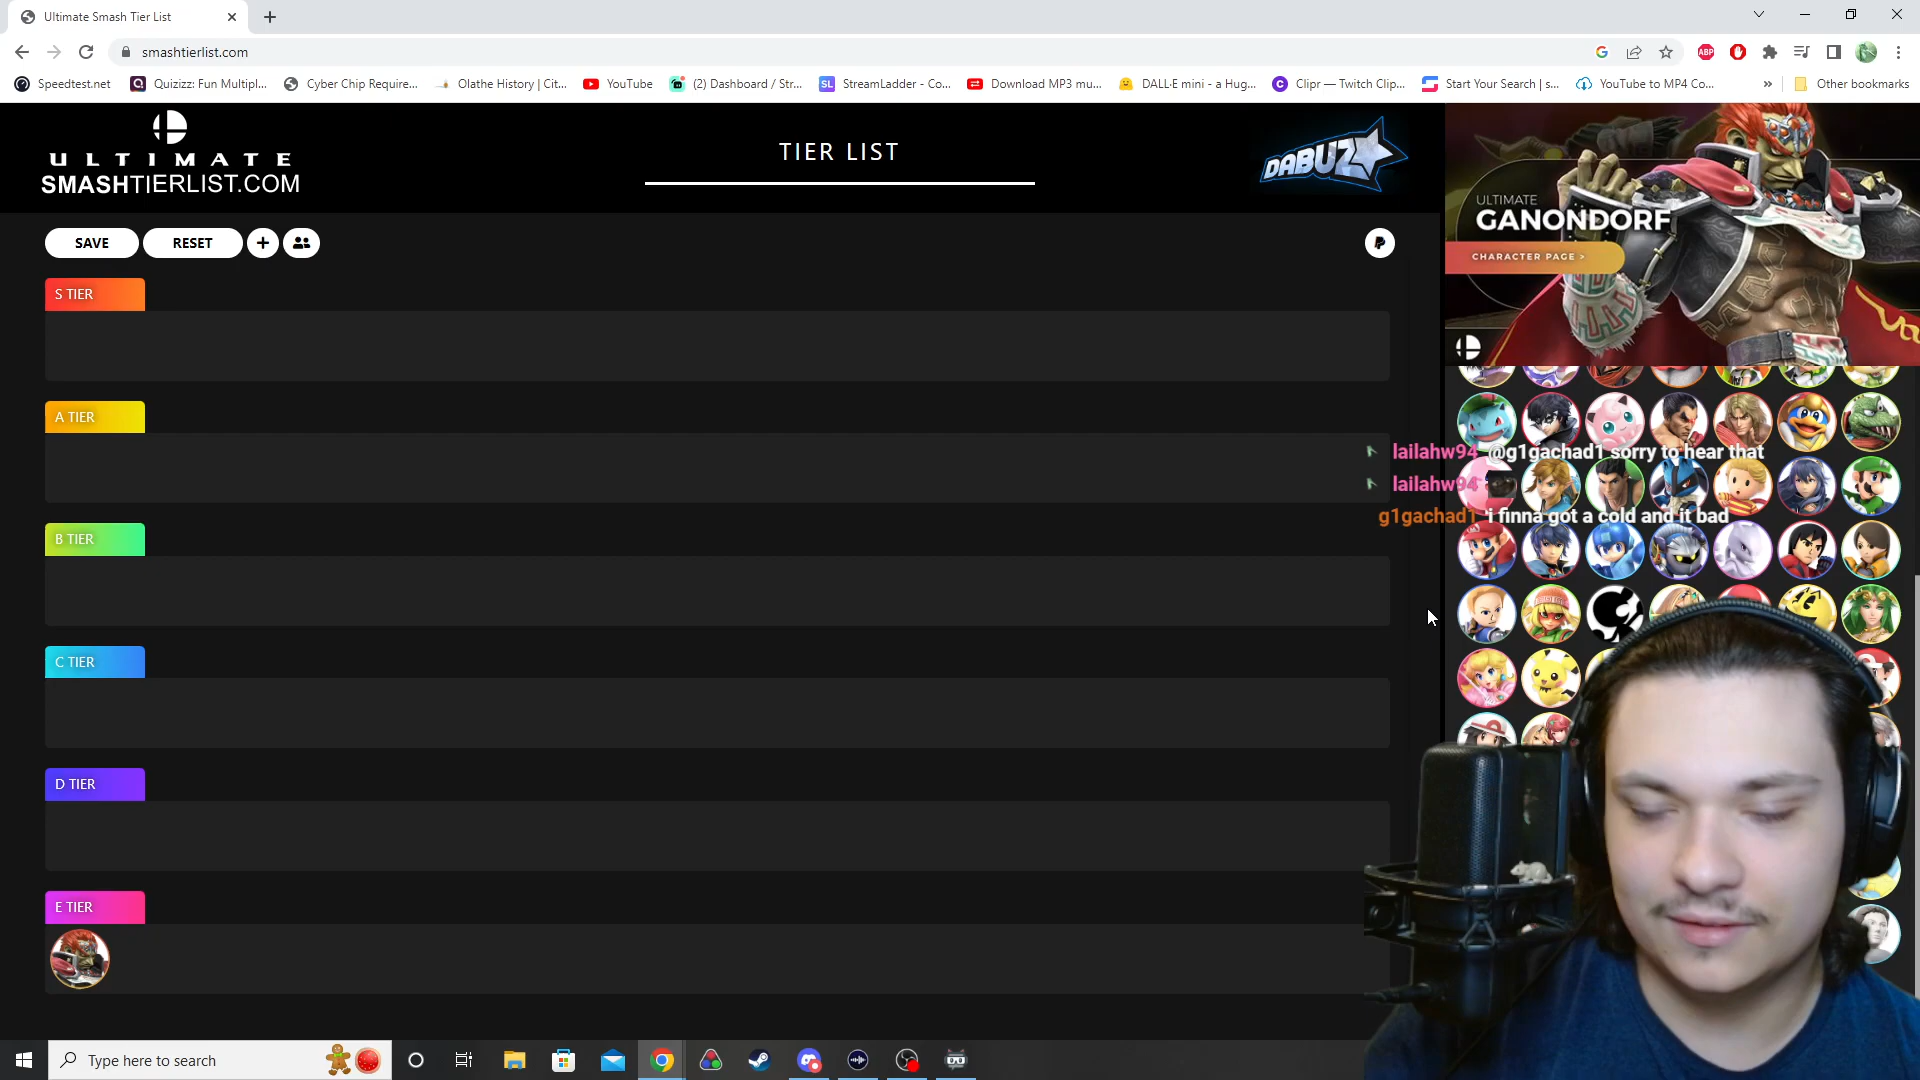 Ultimate Smash Tier List
smashtierlist.com
Speedtest.net
Quizizz: Fun Multipl...
Cyber Chip Require...
Olathe History | Cit...
YouTube
(2) Dashboard / Str...
SL
StreamLadder - Co...
Download MP3 mu...
DALL·E mini - a Hug...
Clipr — Twitch Clip...
Start Your Search | s...
YouTube to MP4 Co...
»
Other bookmarks
ULTIMATE
SMASHTIERLIST.COM
TIER LIST
DABUZ
ULTIMATE
GANONDORF
CHARACTER PAGE >
SAVE
RESET
+
S TIER
A TIER
lailahw94 @g1gachad1 sorry to hear that
lailahw94
g1gachad1 i finna got a cold and it bad
B TIER
C TIER
D TIER
E TIER
Type here to search